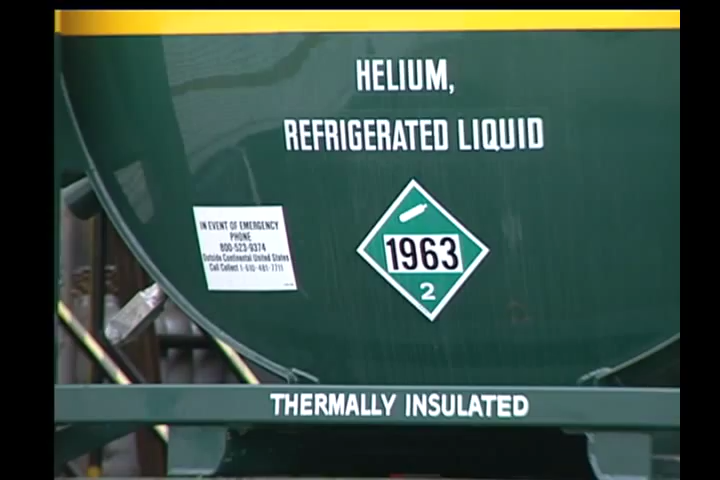 HELIUM,
REFRIGERATED LIQUID
IN EVENT OF EMERGENCY
PHONE
800-523-9374
Outside Continental United States
Call Collect 1-610-481-7711
1963
2
THERMALLY INSULATED